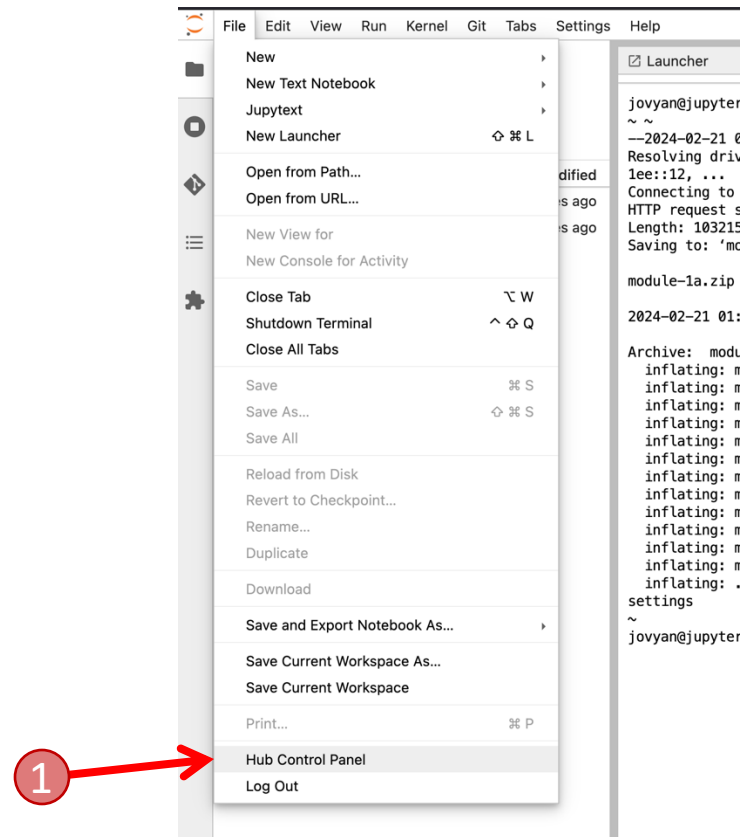 File Edit View Run Kernel Git Tabs Settings Help
New
New Text Notebook
Jupytext
New Launcher ⇧ ⌘ L
Open from Path...
Open from URL...
New View for
New Console for Activity
Close Tab ⌥ W
Shutdown Terminal ^ ⇧ Q
Close All Tabs
Save ⌘ S
Save As... ⇧ ⌘ S
Save All
Reload from Disk
Revert to Checkpoint...
Rename...
Duplicate
Download
Save and Export Notebook As...
Save Current Workspace As...
Save Current Workspace
Print... ⌘ P
Hub Control Panel
Log Out
1
dified
s ago
s ago
Launcher
jovyan@jupyter
~ ~
--2024-02-21 0
Resolving driv
1ee::12, ...
Connecting to
HTTP request s
Length: 103215
Saving to: ‘mo
module-1a.zip
2024-02-21 01:
Archive: modu
inflating: m
inflating: m
inflating: m
inflating: m
inflating: m
inflating: m
inflating: m
inflating: m
inflating: m
inflating: m
inflating: m
inflating: m
inflating: .
settings
~
jovyan@jupyter